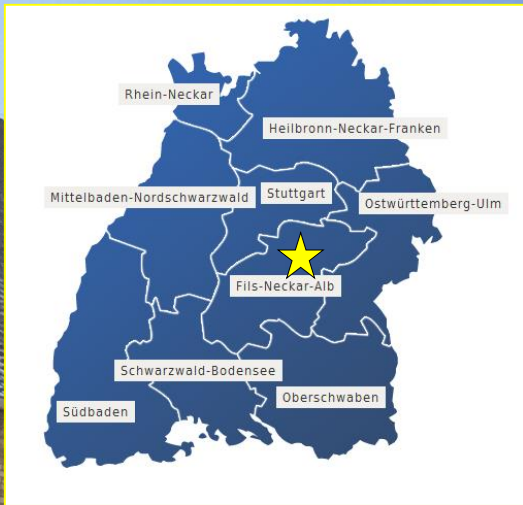 Rhein-Neckar
Heilbronn-Neckar-Franken
Mittelbaden-Nordschwarzwald
Stuttgart
Ostwürttemberg-Ulm
Fils-Neckar-Alb
Schwarzwald-Bodensee
Oberschwaben
Südbaden